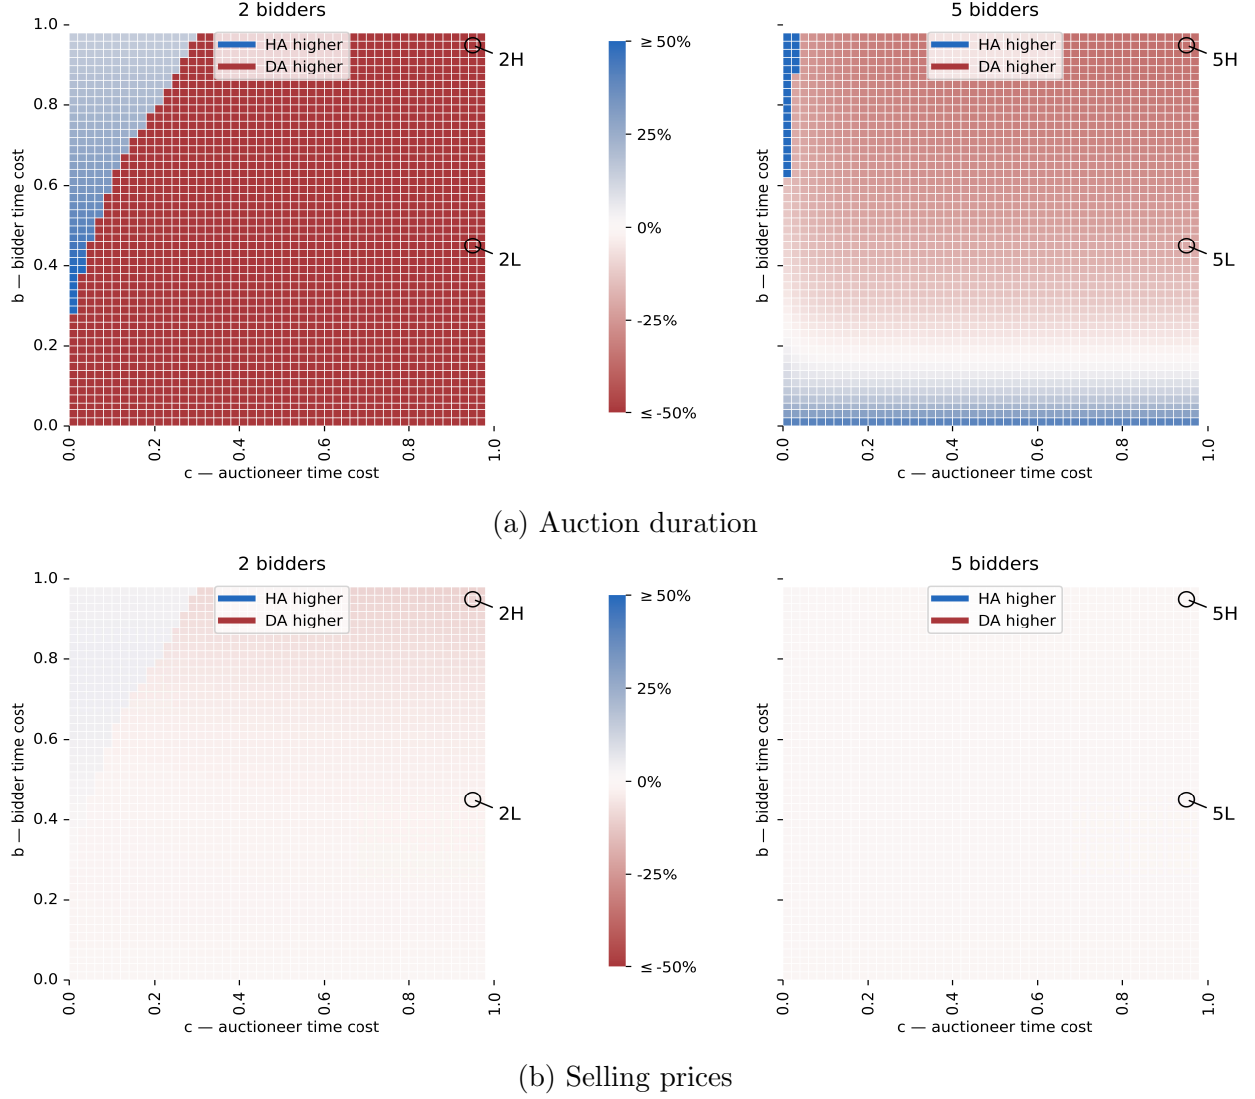 2 bidders
1.0
0.8
0.6
0.4
0.2
0.0
b — bidder time cost
HA higher
DA higher
2H
2L
0.0
0.2
0.4
0.6
0.8
1.0
c — auctioneer time cost
≥ 50%
25%
0%
-25%
≤ -50%
5 bidders
b — bidder time cost
HA higher
DA higher
5H
5L
0.0
0.2
0.4
0.6
0.8
1.0
c — auctioneer time cost
(a) Auction duration
2 bidders
1.0
0.8
0.6
0.4
0.2
0.0
b — bidder time cost
HA higher
DA higher
2H
2L
0.0
0.2
0.4
0.6
0.8
1.0
c — auctioneer time cost
≥ 50%
25%
0%
-25%
≤ -50%
5 bidders
b — bidder time cost
HA higher
DA higher
5H
5L
0.0
0.2
0.4
0.6
0.8
1.0
c — auctioneer time cost
(b) Selling prices